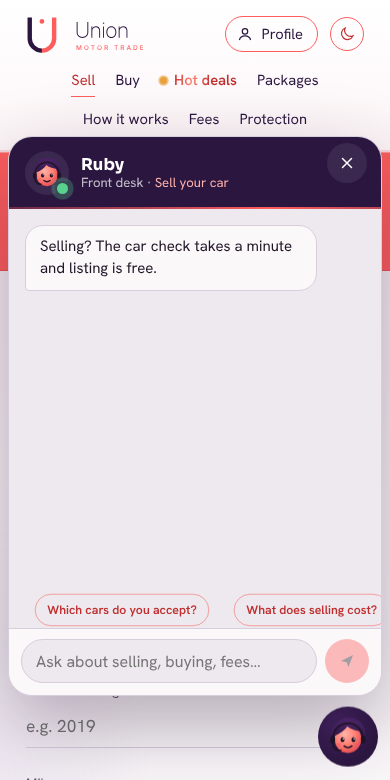 Union
MOTOR TRADE
Profile
Sell Buy Hot deals Packages
How it works Fees Protection
Ruby
Front desk · Sell your car
Selling? The car check takes a minute
and listing is free.
Which cars do you accept? What does selling cost?
Ask about selling, buying, fees...
e.g. 2019